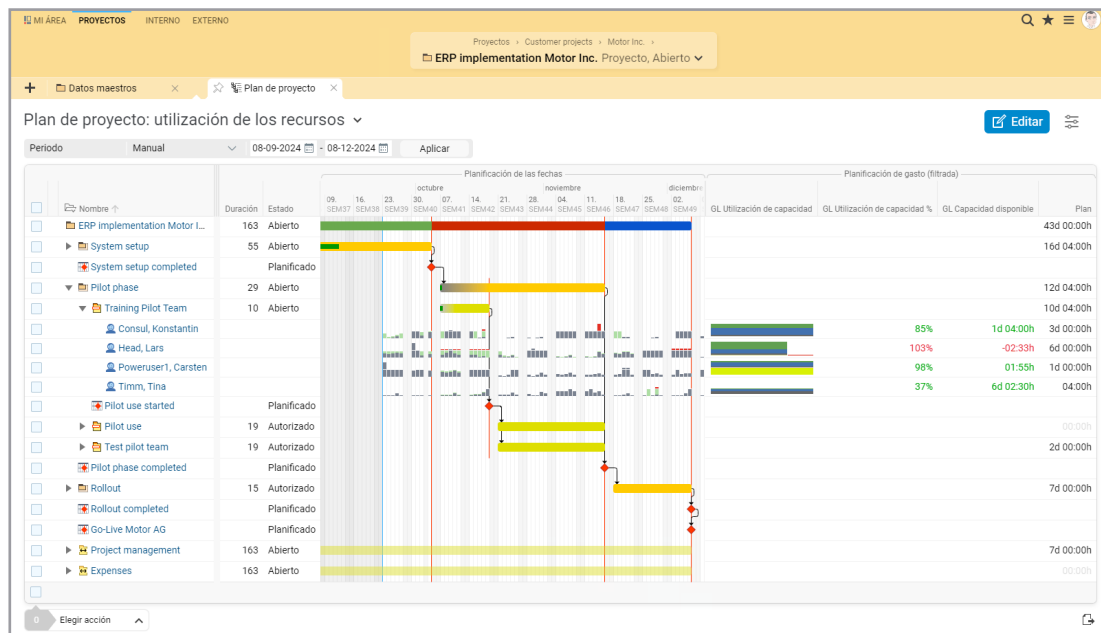 MI ÁREA PROYECTOS INTERNO EXTERNO
Proyectos › Customer projects › Motor Inc. ›
ERP implementation Motor Inc. Proyecto, Abierto
+ Datos maestros × Plan de proyecto ×
Plan de proyecto: utilización de los recursos
Editar
Periodo Manual 08-09-2024 - 08-12-2024 Aplicar
Planificación de las fechas Planificación de gasto (filtrada)
octubre noviembre diciembre
09. 16. 23. 30. 07. 14. 21. 28. 04. 11. 18. 25. 02.
Nombre Duración Estado SEM37 SEM38 SEM39 SEM40 SEM41 SEM42 SEM43 SEM44 SEM45 SEM46 SEM47 SEM48 SEM49 GL Utilización de capacidad GL Utilización de capacidad % GL Capacidad disponible Plan
ERP implementation Motor I... 163 Abierto 43d 00:00h
System setup 55 Abierto 16d 04:00h
System setup completed Planificado
Pilot phase 29 Abierto 12d 04:00h
Training Pilot Team 10 Abierto 10d 04:00h
Consul, Konstantin 85% 1d 04:00h 3d 00:00h
Head, Lars 103% -02:33h 6d 00:00h
Poweruser1, Carsten 98% 01:55h 1d 00:00h
Timm, Tina 37% 6d 02:30h 04:00h
Pilot use started Planificado
Pilot use 19 Autorizado 00:00h
Test pilot team 19 Autorizado 2d 00:00h
Pilot phase completed Planificado
Rollout 15 Autorizado 7d 00:00h
Rollout completed Planificado
Go-Live Motor AG Planificado
Project management 163 Abierto 7d 00:00h
Expenses 163 Abierto 00:00h
0 Elegir acción